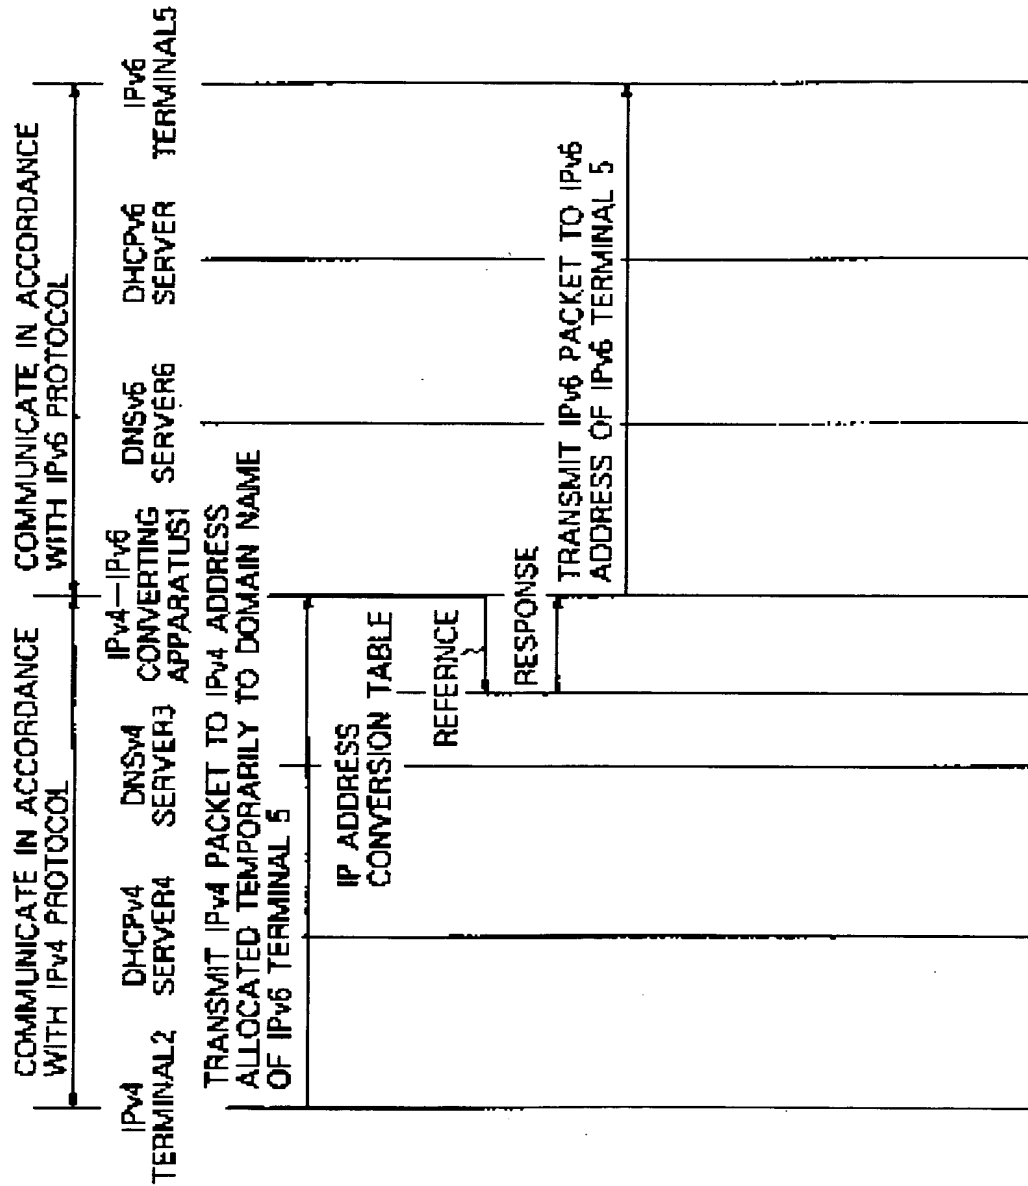 COMMUNICATE IN ACCORDANCE
WITH IPv4 PROTOCOL
COMMUNICATE IN ACCORDANCE
WITH IPv6 PROTOCOL
IPv4
TERMINAL2
DHCPv4
SERVER4
DNSv4
SERVER3
IPv4-IPv6
CONVERTING
APPARATUS1
DNSv6
SERVER6
DHCPv6
SERVER
IPv6
TERMINAL5
TRANSMIT IPv4 PACKET TO IPv4 ADDRESS
ALLOCATED TEMPORARILY TO DOMAIN NAME
OF IPv6 TERMINAL 5
IP ADDRESS
CONVERSION TABLE
REFERNCE
RESPONSE
TRANSMIT IPv6 PACKET TO IPv6
ADDRESS OF IPv6 TERMINAL 5